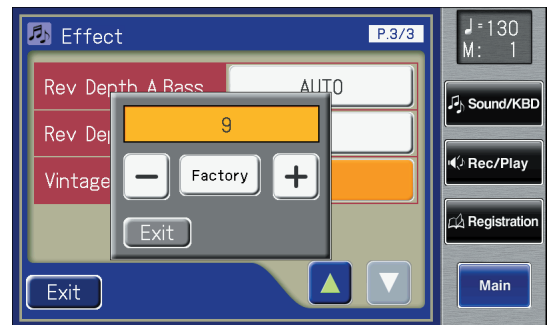 Effect
P.3/3
Rev Depth A.Bass
AUTO
Rev De
Vintage
9
−
Factory
+
Exit
Exit
♩=130
M: 1
Sound/KBD
Rec/Play
Registration
Main